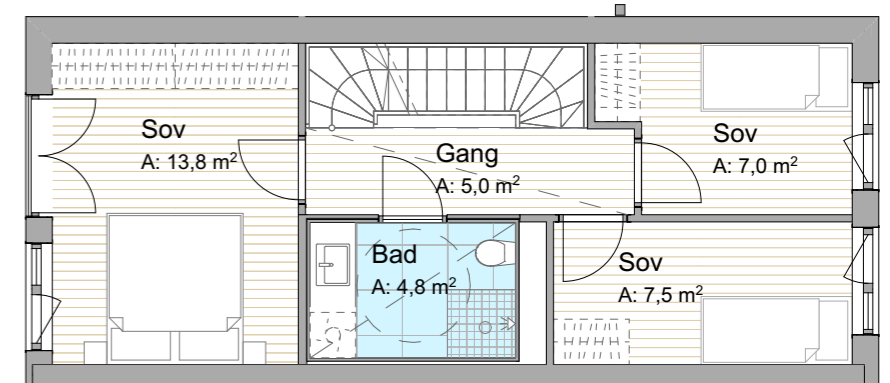 Sov
A: 13,8 m²
Gang
A: 5,0 m²
Sov
A: 7,0 m²
Bad
A: 4,8 m²
Sov
A: 7,5 m²